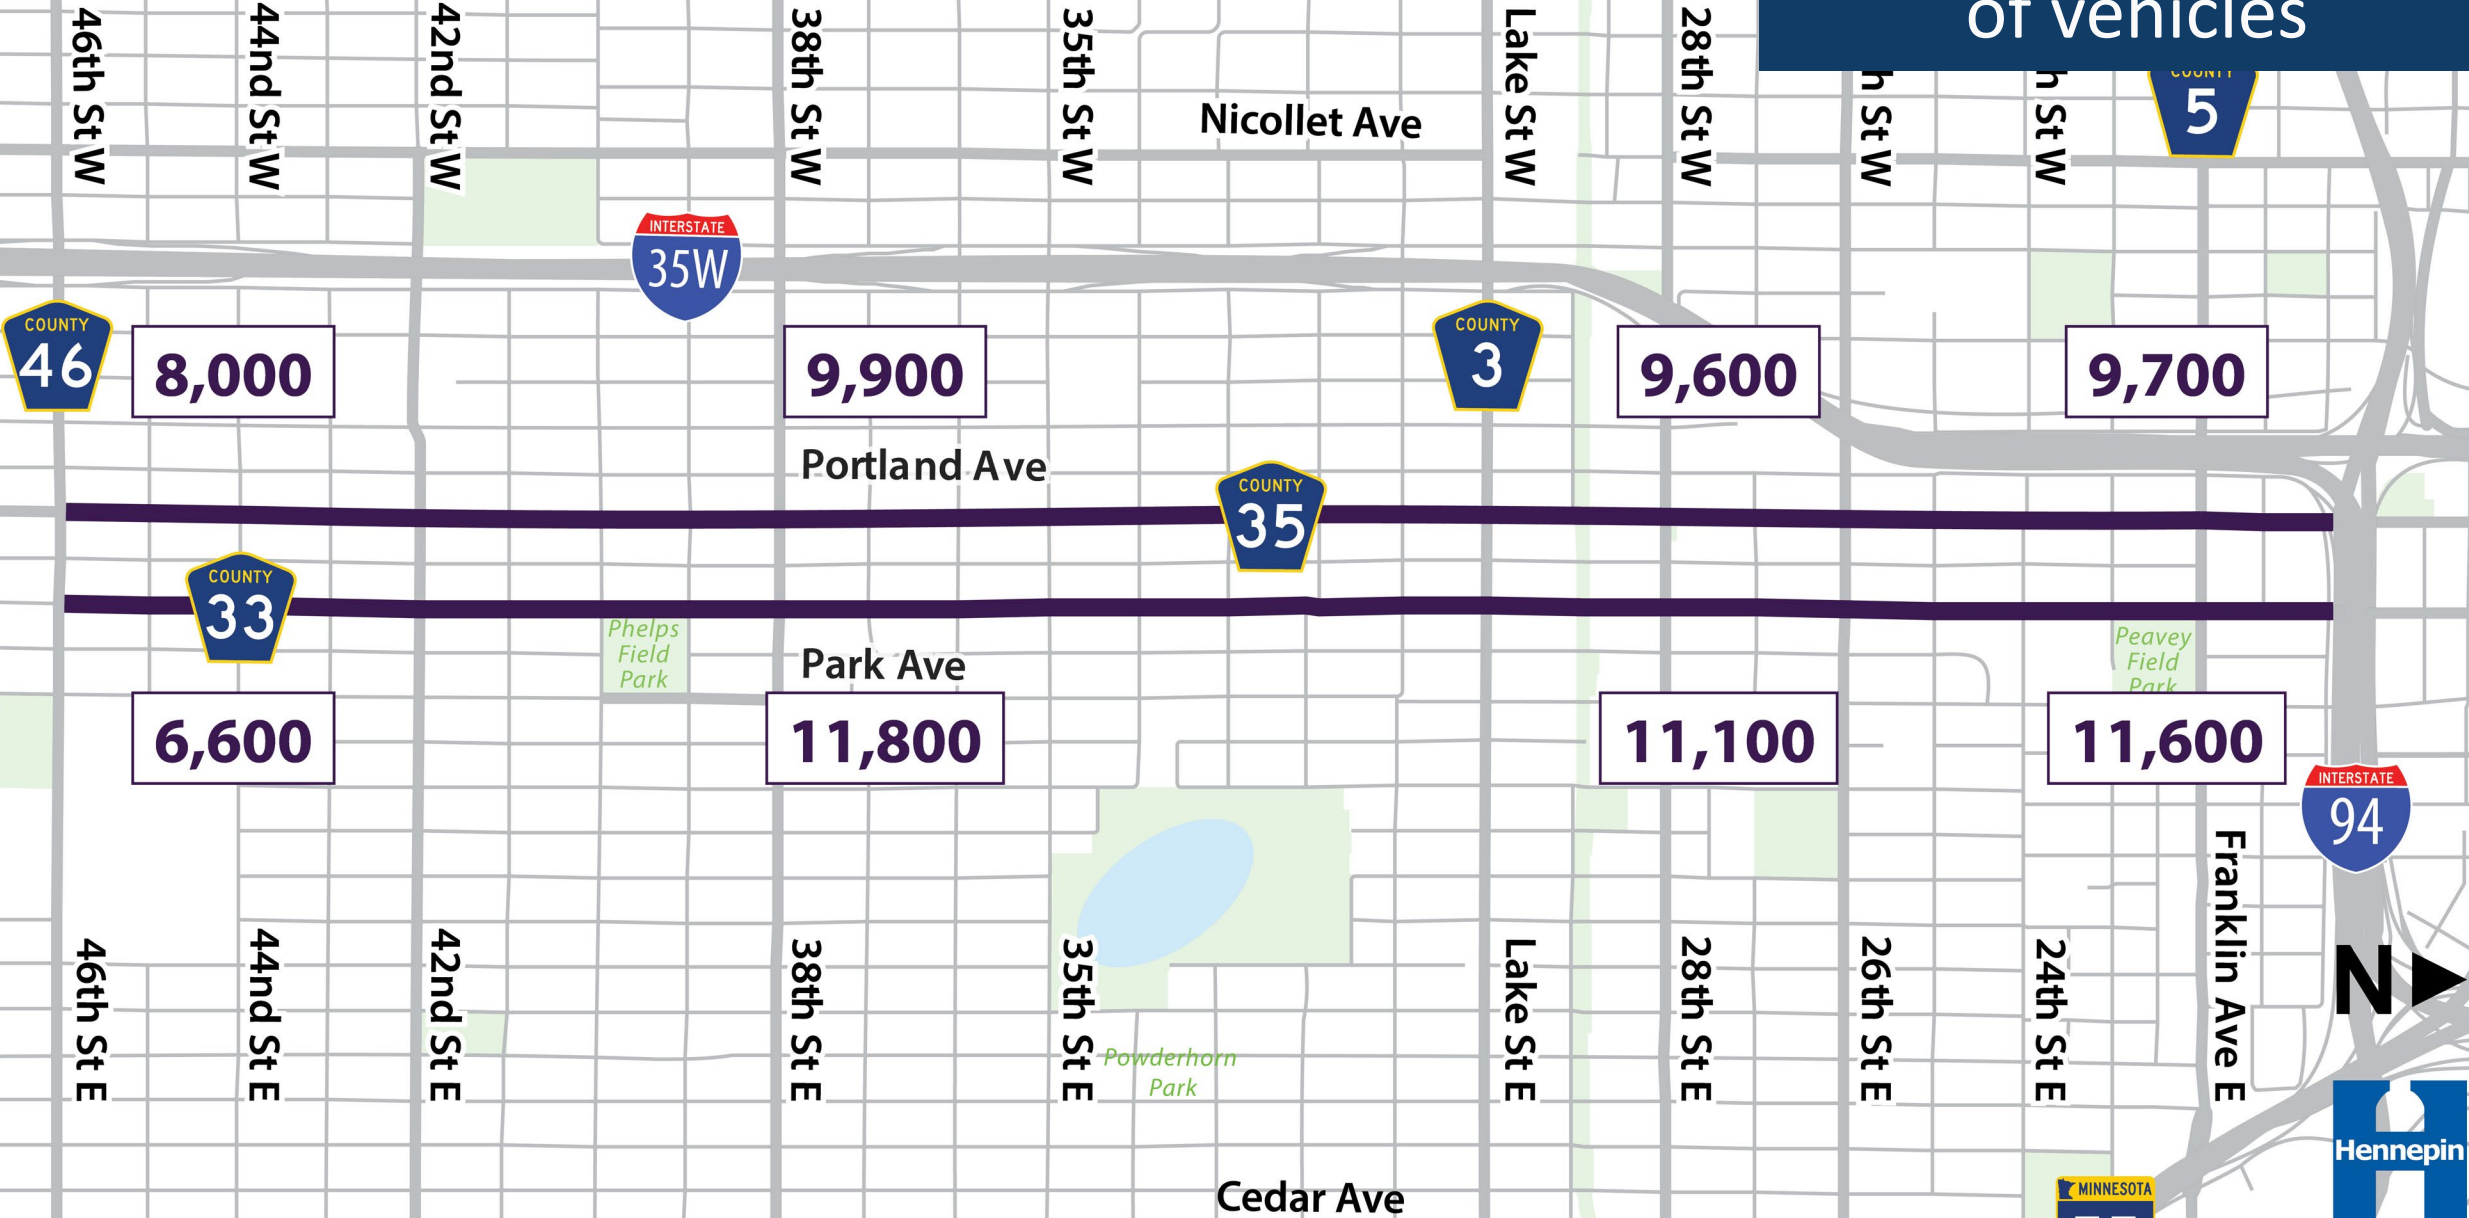 of vehicles
46th St W
44nd St W
42nd St W
38th St W
35th St W
Lake St W
28th St W
h St W
h St W
COUNTY
5
Nicollet Ave
INTERSTATE
35W
COUNTY
46
8,000
9,900
COUNTY
3
9,600
9,700
Portland Ave
COUNTY
35
COUNTY
33
Phelps
Field
Park
Park Ave
Peavey
Field
Park
6,600
11,800
11,100
11,600
INTERSTATE
94
46th St E
44nd St E
42nd St E
38th St E
35th St E
Lake St E
28th St E
26th St E
24th St E
Franklin Ave E
N
Powderhorn
Park
Hennepin
Cedar Ave
MINNESOTA